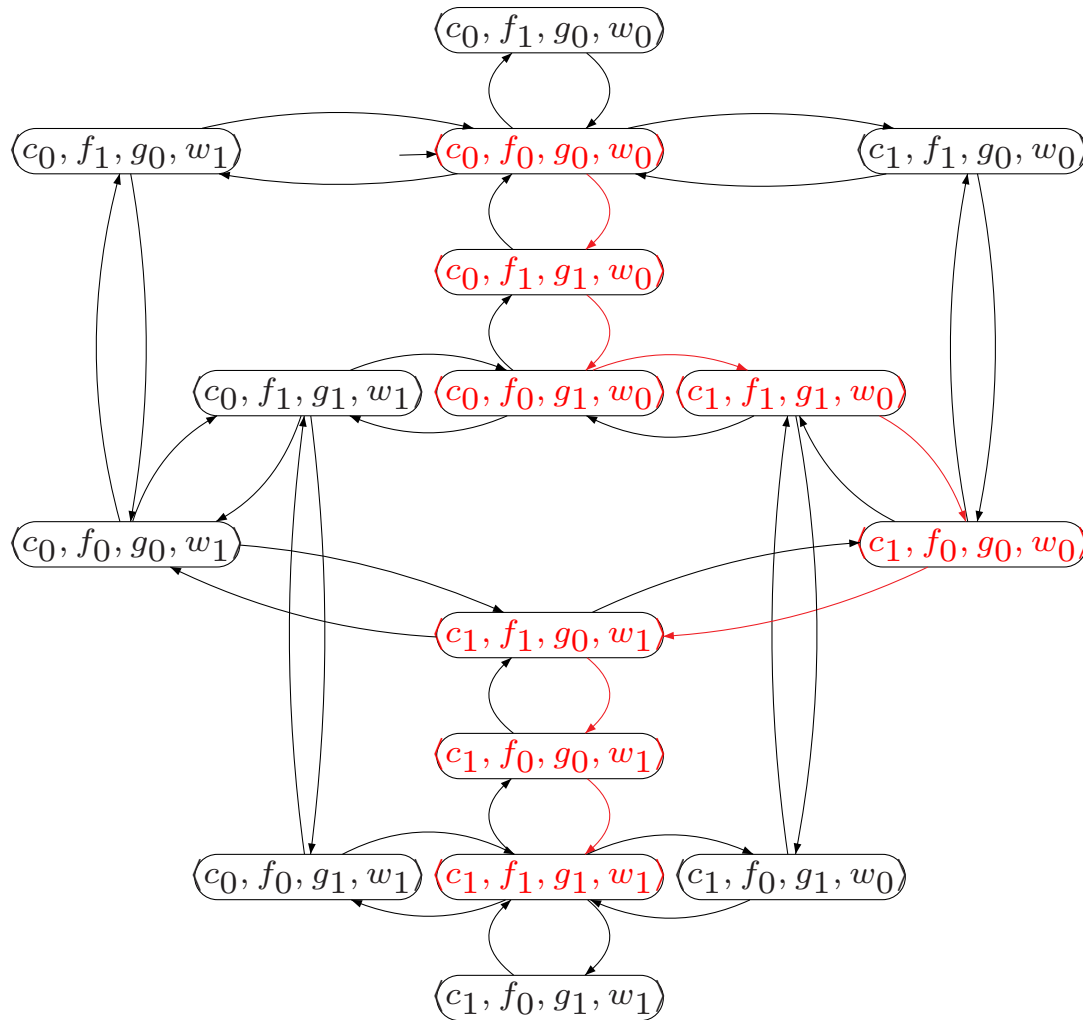 ⟨c₀, f₁, g₀, w₀⟩
⟨c₀, f₁, g₀, w₁⟩
⟨c₀, f₀, g₀, w₀⟩
⟨c₁, f₁, g₀, w₀⟩
⟨c₀, f₁, g₁, w₀⟩
⟨c₀, f₁, g₁, w₁⟩
⟨c₀, f₀, g₁, w₀⟩
⟨c₁, f₁, g₁, w₀⟩
⟨c₀, f₀, g₀, w₁⟩
⟨c₁, f₀, g₀, w₀⟩
⟨c₁, f₁, g₀, w₁⟩
⟨c₁, f₀, g₀, w₁⟩
⟨c₀, f₀, g₁, w₁⟩
⟨c₁, f₁, g₁, w₁⟩
⟨c₁, f₀, g₁, w₀⟩
⟨c₁, f₀, g₁, w₁⟩